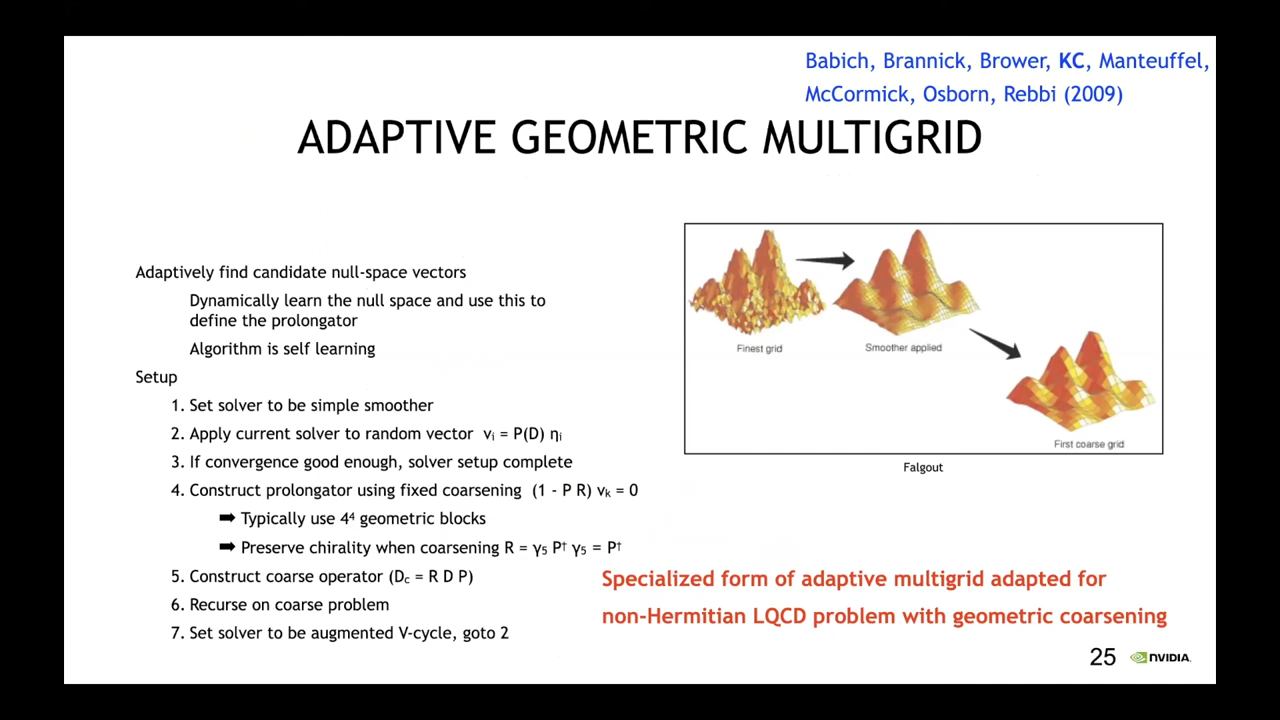 Babich, Brannick, Brower, KC, Manteuffel,
McCormick, Osborn, Rebbi (2009)
ADAPTIVE GEOMETRIC MULTIGRID
Adaptively find candidate null-space vectors
Dynamically learn the null space and use this to
define the prolongator
Algorithm is self learning
Setup
1. Set solver to be simple smoother
2. Apply current solver to random vector vᵢ = P(D) ηᵢ
3. If convergence good enough, solver setup complete
4. Construct prolongator using fixed coarsening (1 - P R) vₖ = 0
➡ Typically use 4⁴ geometric blocks
➡ Preserve chirality when coarsening R = γ₅ P† γ₅ = P†
5. Construct coarse operator (D꜀ = R D P)
6. Recurse on coarse problem
7. Set solver to be augmented V-cycle, goto 2
Finest grid
Smoother applied
First coarse grid
Falgout
Specialized form of adaptive multigrid adapted for
non-Hermitian LQCD problem with geometric coarsening
25 NVIDIA.